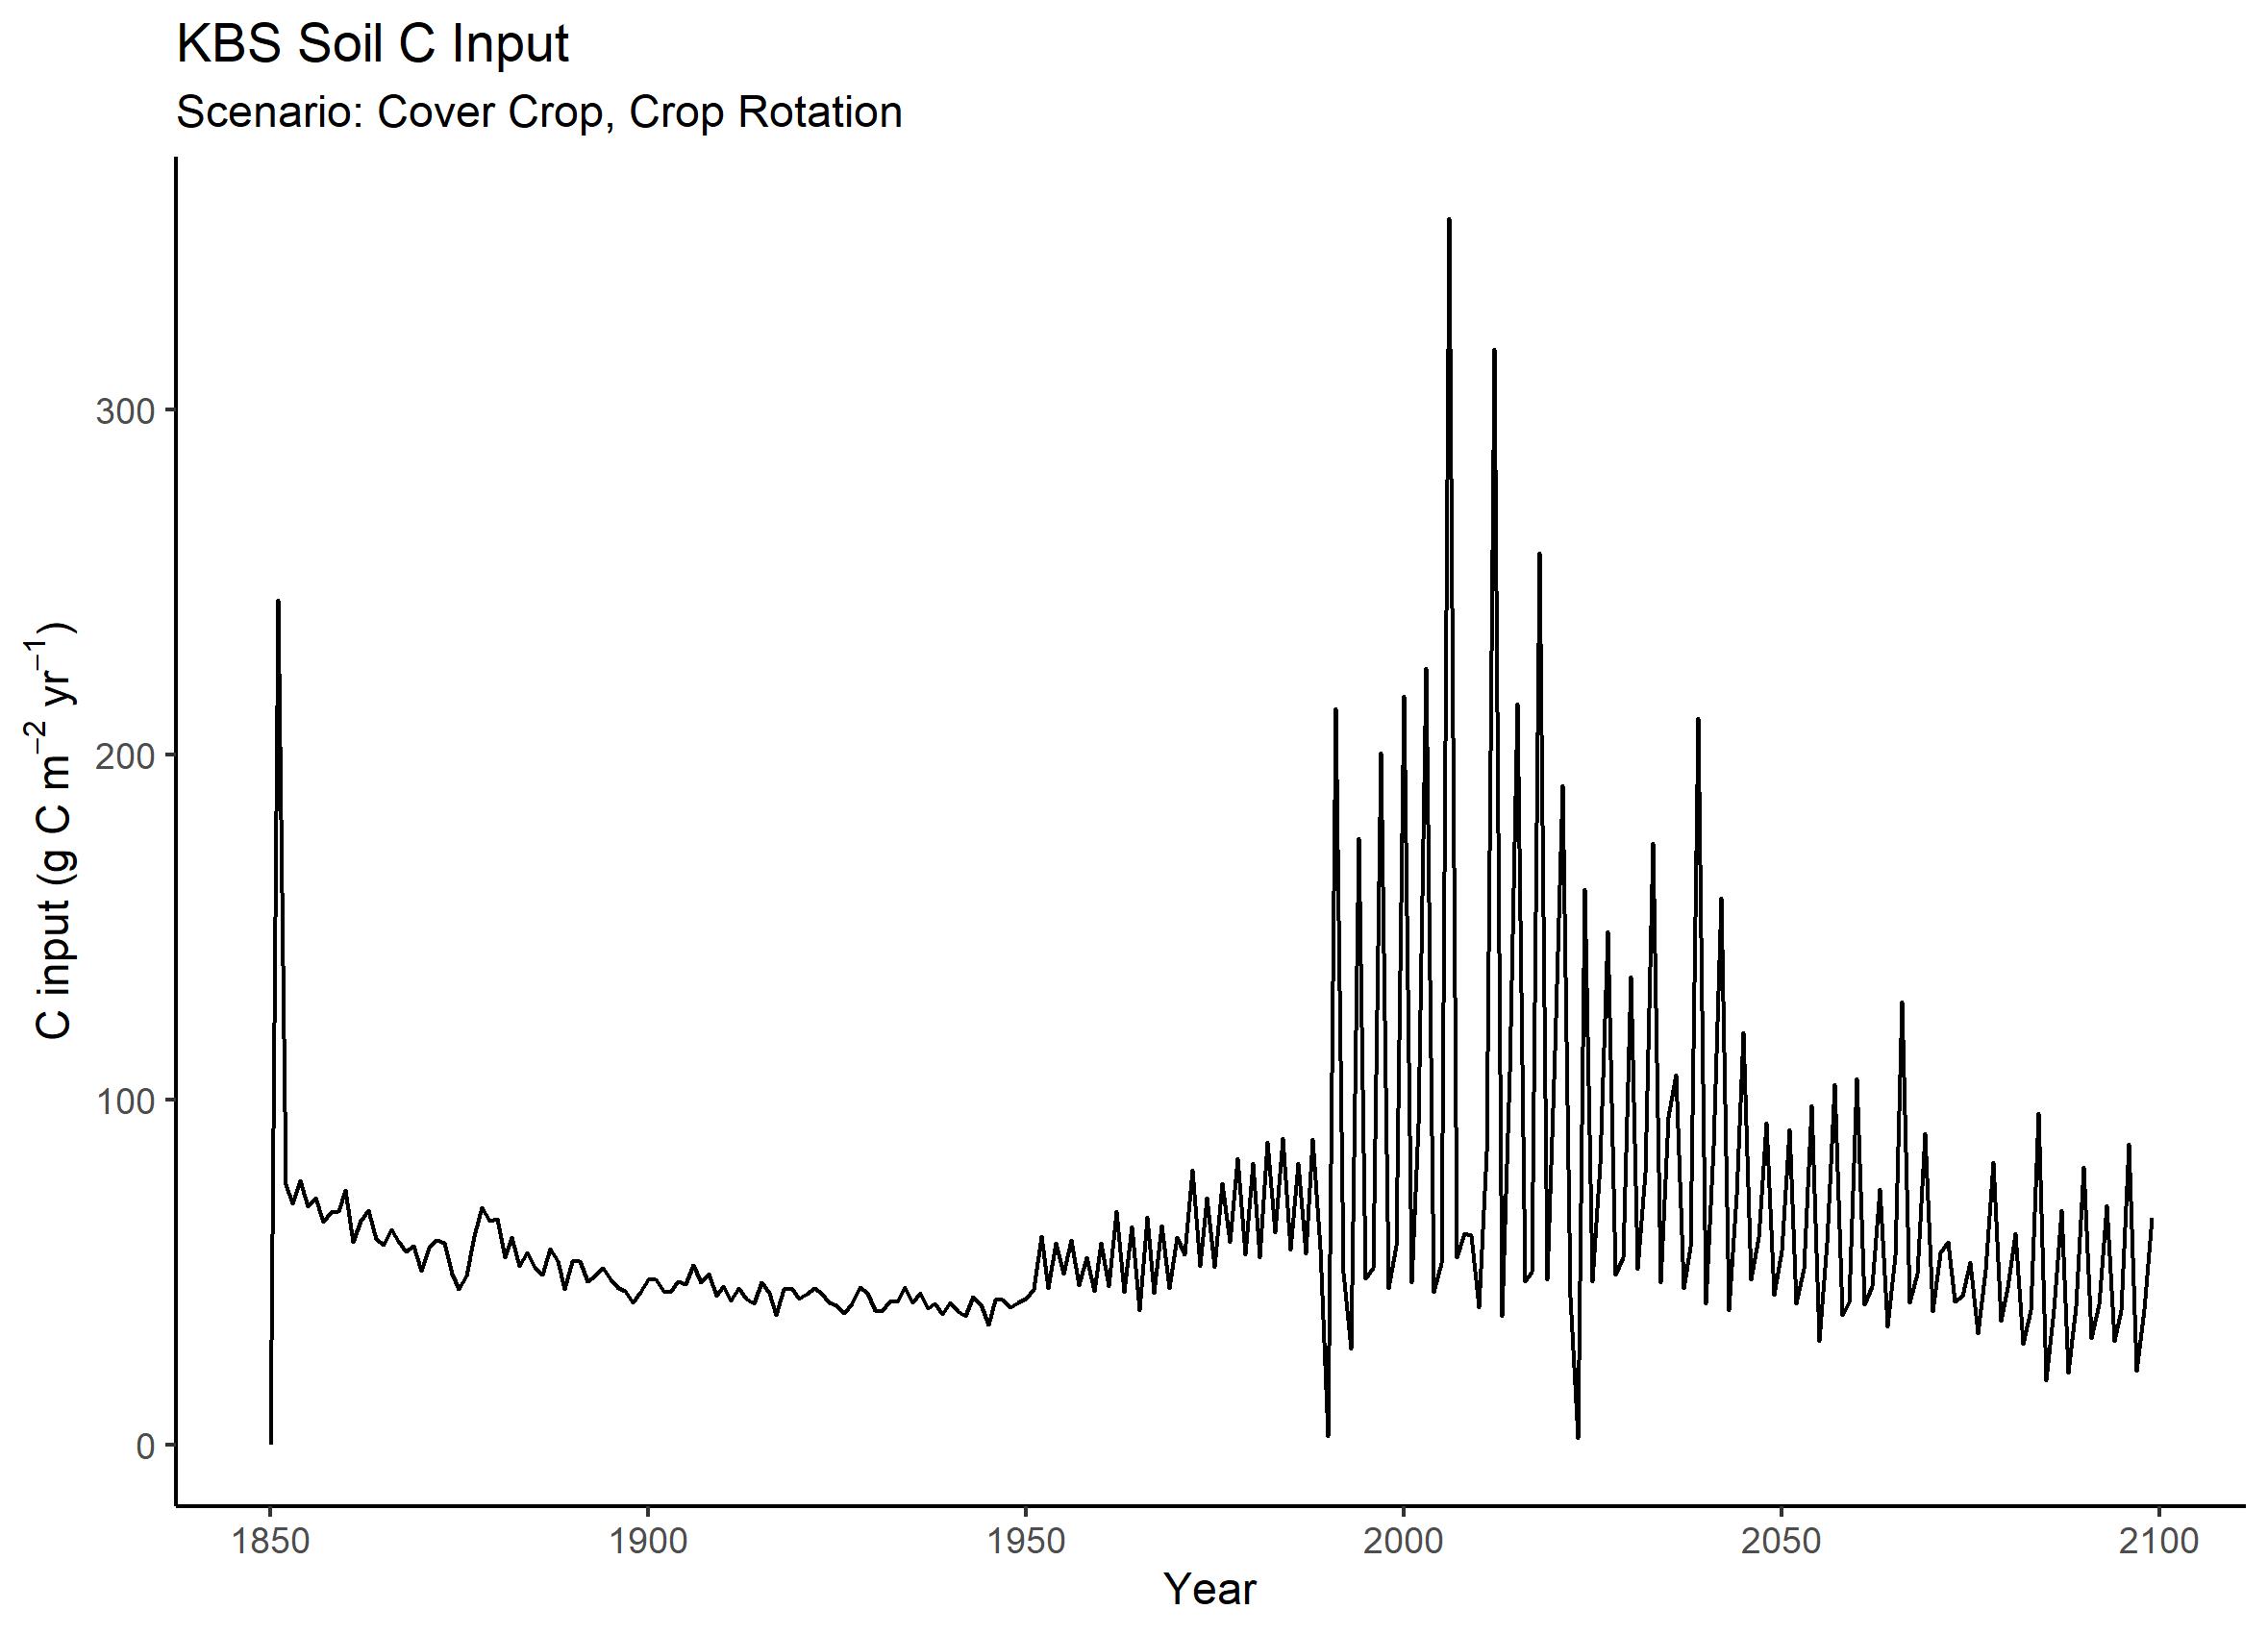 KBS Soil C Input
Scenario: Cover Crop, Crop Rotation
C input (g C m⁻² yr⁻¹)
300
200
100
0
1850 1900 1950 2000 2050 2100
Year